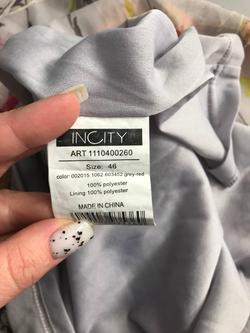 INCITY
ART 1110400260
Size: 46
color: 002015.1062.603452 grey-red
100% polyester
Lining 100% polyester
MADE IN CHINA